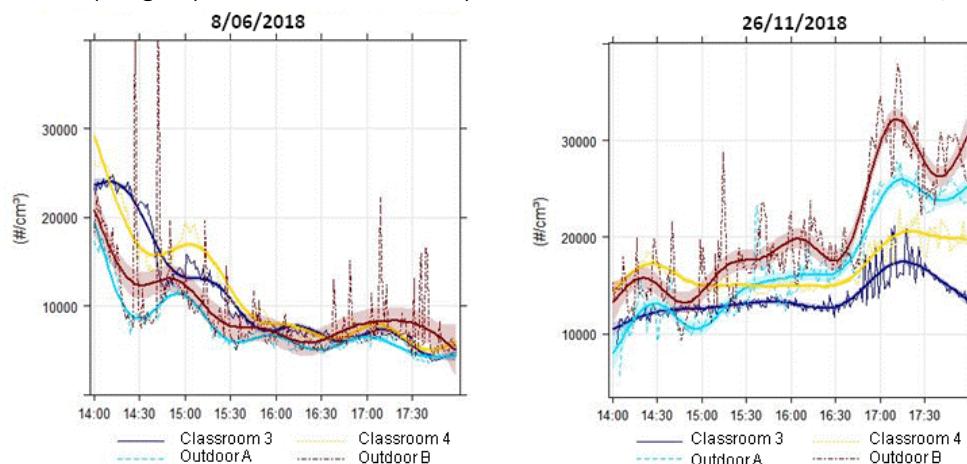 8/06/2018
30000
20000
10000
(#/cm³)
14:00 14:30 15:00 15:30 16:00 16:30 17:00 17:30
Classroom 3 Classroom 4
Outdoor A Outdoor B
26/11/2018
30000
20000
10000
(#/cm³)
14:00 14:30 15:00 15:30 16:00 16:30 17:00 17:30
Classroom 3 Classroom 4
Outdoor A Outdoor B